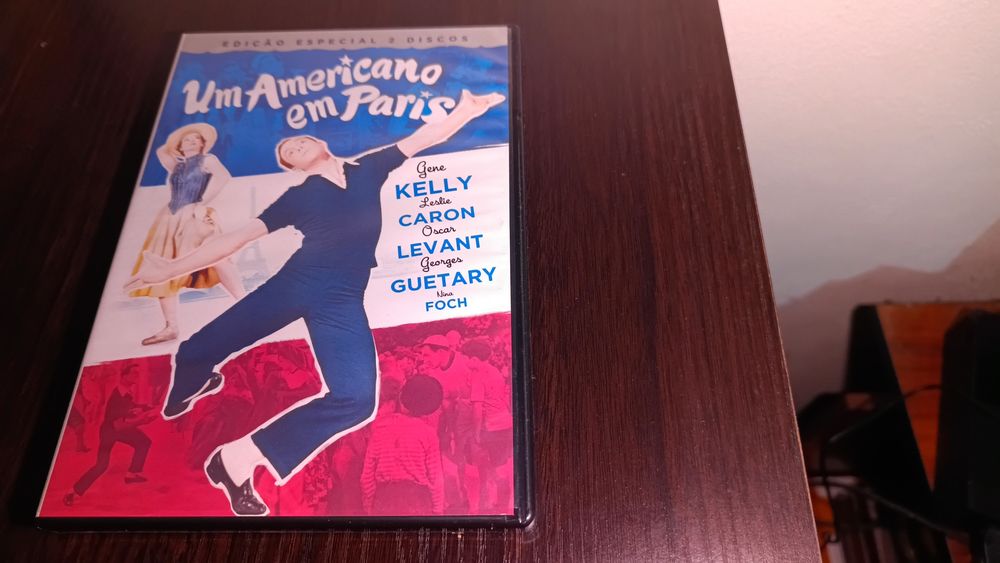 EDIÇÃO ESPECIAL 2 DISCOS
Um Americano
em Paris
Gene
KELLY
Leslie
CARON
Oscar
LEVANT
Georges
GUETARY
Nina
FOCH